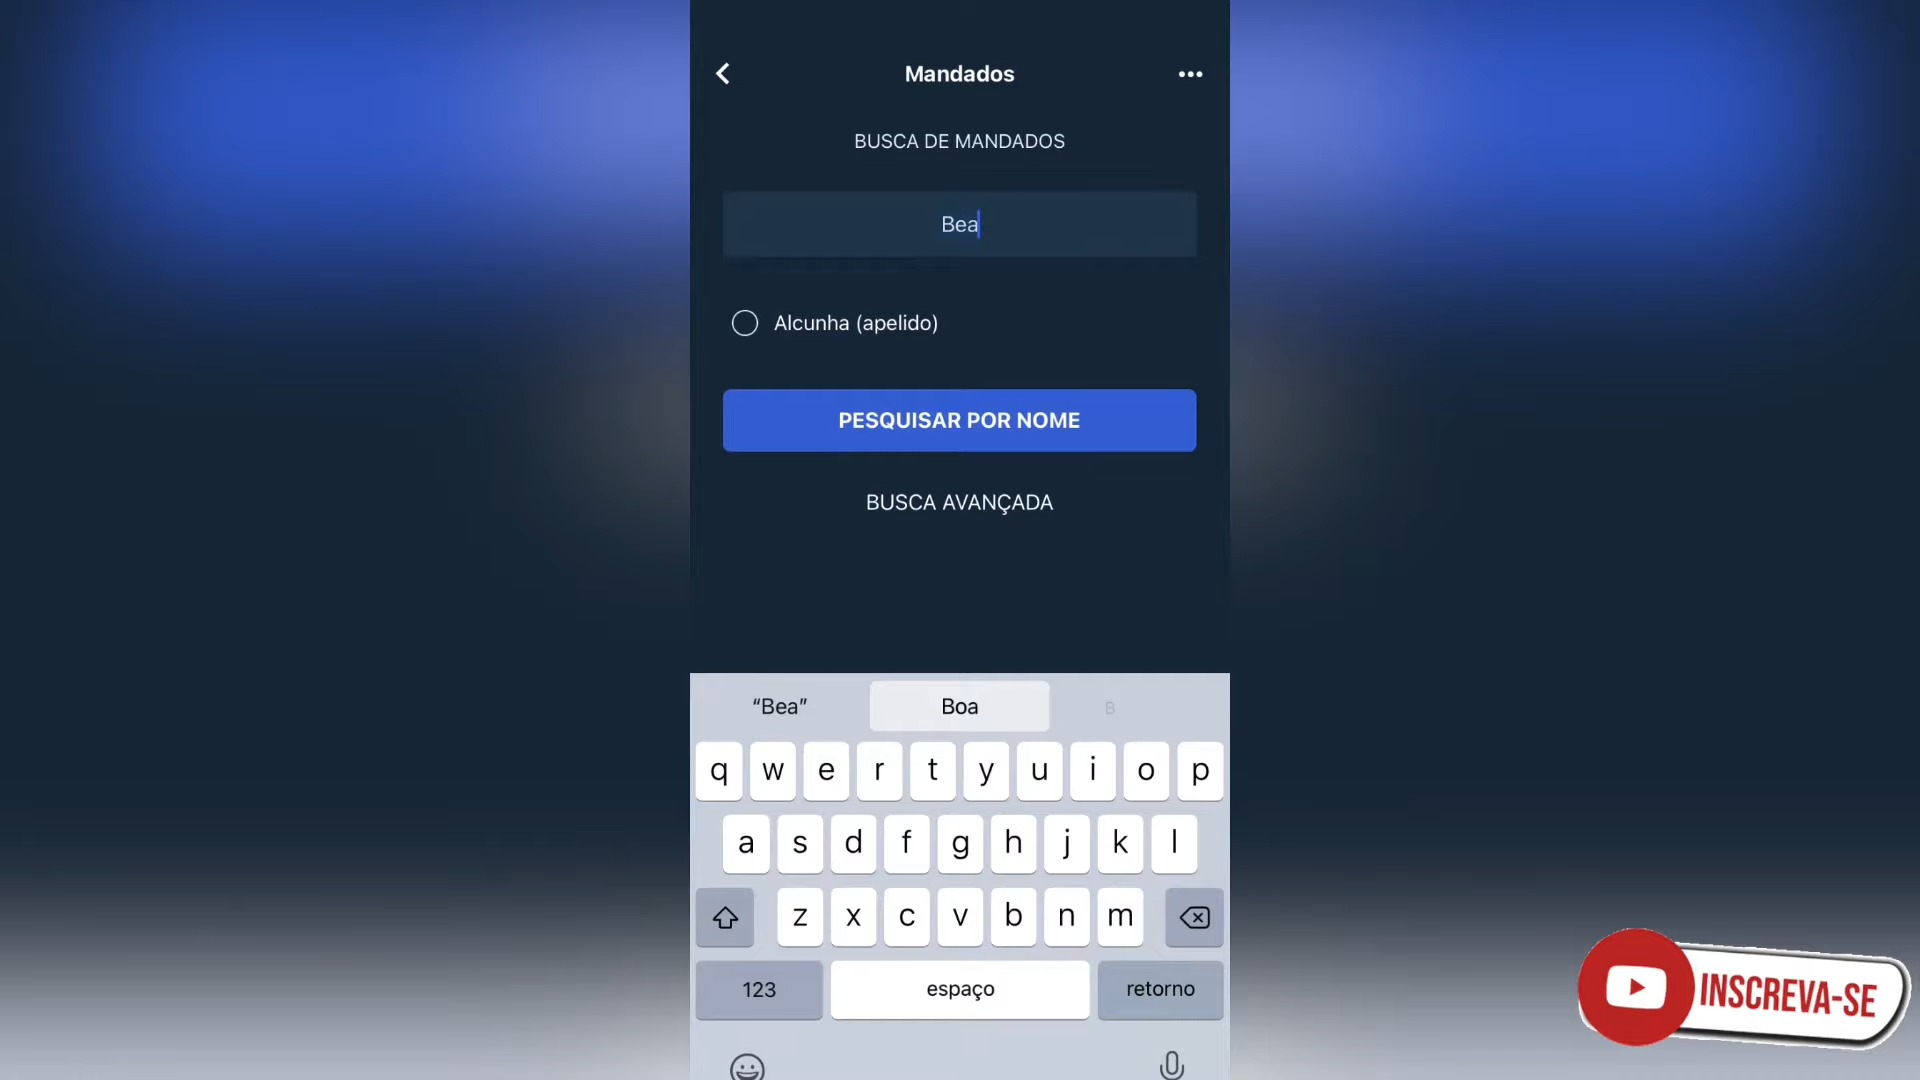 Mandados
BUSCA DE MANDADOS
Bea
Alcunha (apelido)
PESQUISAR POR NOME
BUSCA AVANÇADA
“Bea” Boa B
q w e r t y u i o p
a s d f g h j k l
z x c v b n m
123 espaço retorno
INSCREVA-SE